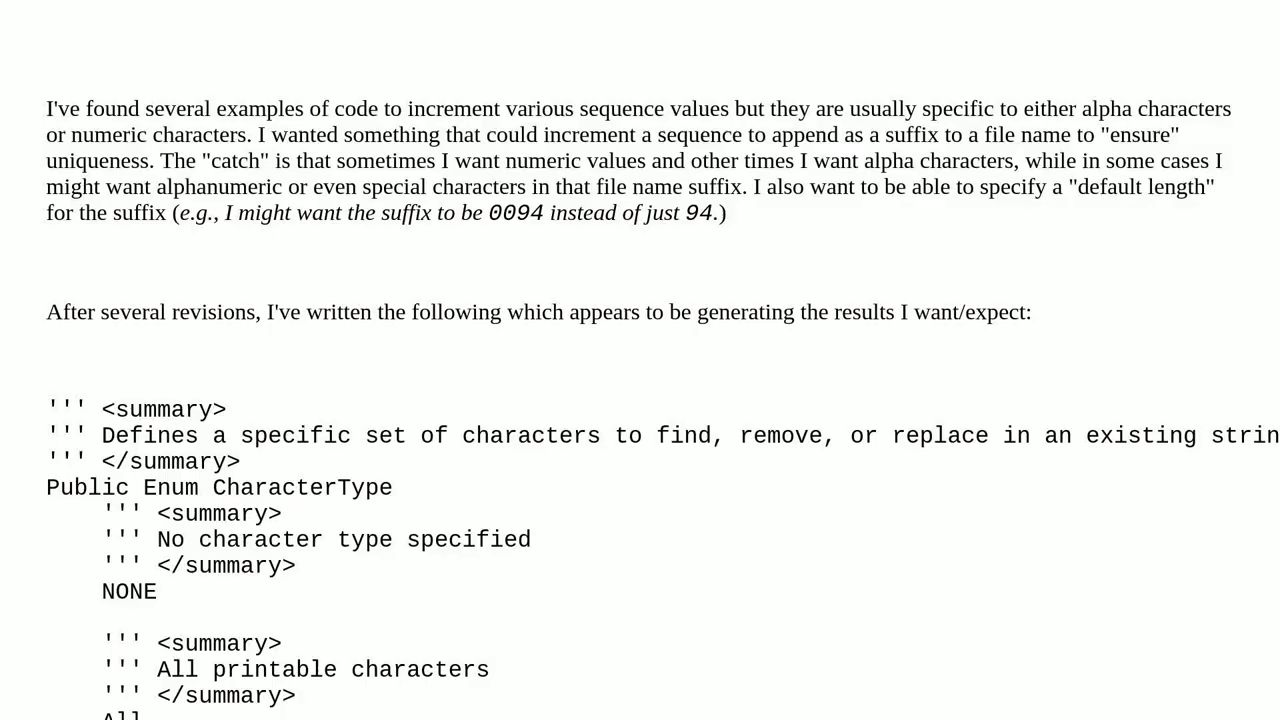 I've found several examples of code to increment various sequence values but they are usually specific to either alpha characters
or numeric characters. I wanted something that could increment a sequence to append as a suffix to a file name to "ensure"
uniqueness. The "catch" is that sometimes I want numeric values and other times I want alpha characters, while in some cases I
might want alphanumeric or even special characters in that file name suffix. I also want to be able to specify a "default length"
for the suffix (e.g., I might want the suffix to be 0094 instead of just 94.)
After several revisions, I've written the following which appears to be generating the results I want/expect:
''' <summary>
''' Defines a specific set of characters to find, remove, or replace in an existing strin
''' </summary>
Public Enum CharacterType
    ''' <summary>
    ''' No character type specified
    ''' </summary>
    NONE
    ''' <summary>
    ''' All printable characters
    ''' </summary>
    All